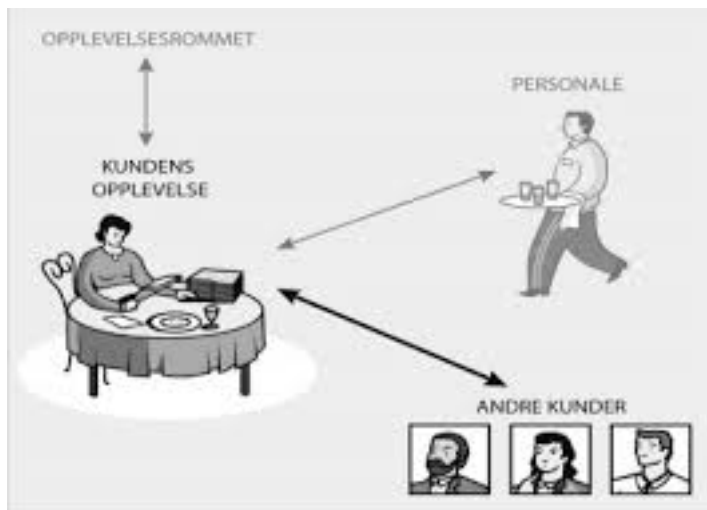 OPPLEVELSESROMMET
PERSONALE
KUNDENS
OPPLEVELSE
ANDRE KUNDER